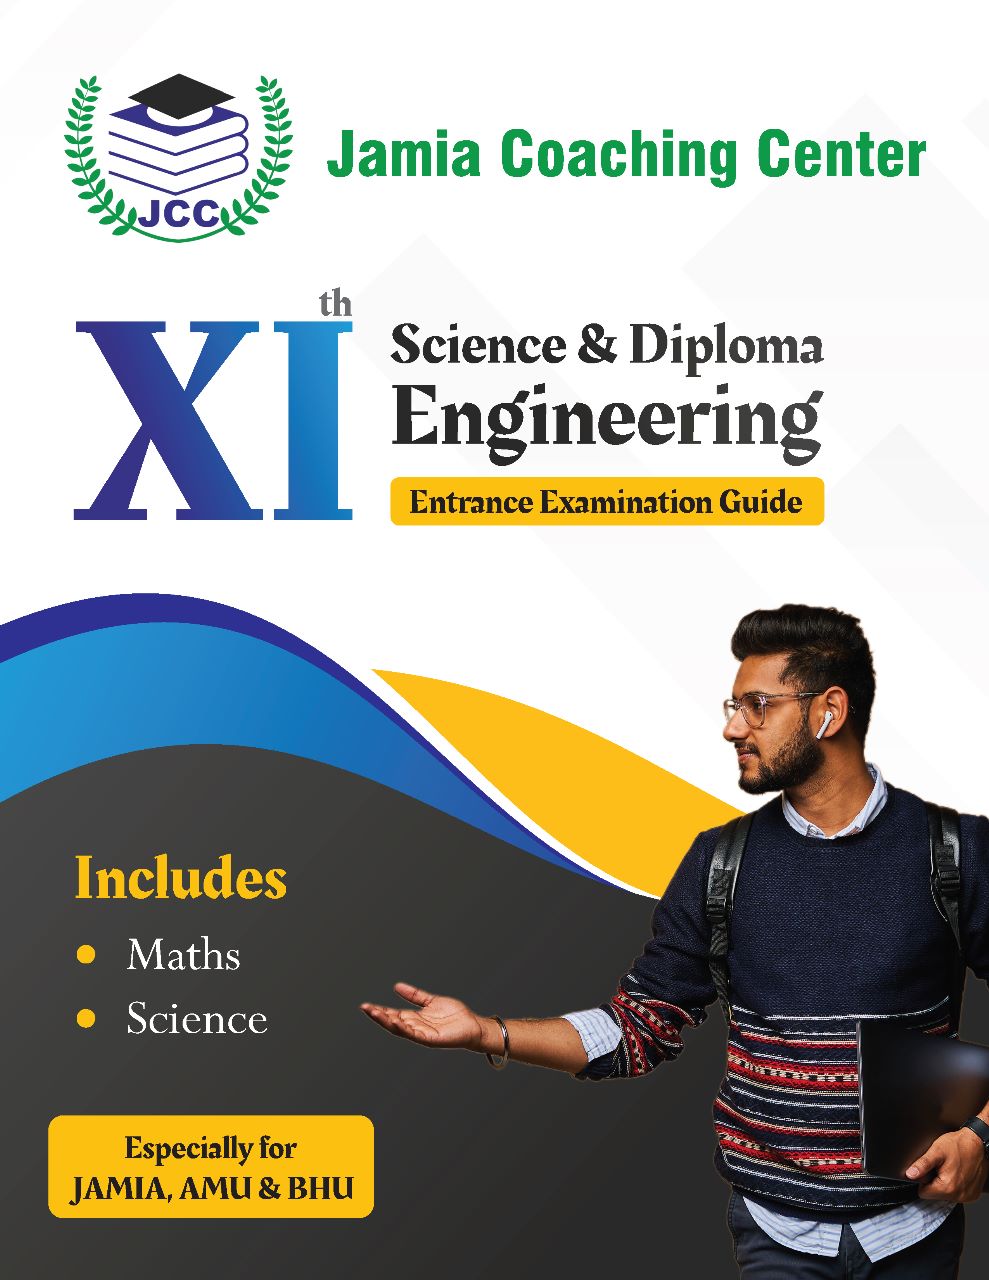 JCC
Jamia Coaching Center
XIth
Science & Diploma
Engineering
Entrance Examination Guide
Includes
• Maths
• Science
Especially for
JAMIA, AMU & BHU